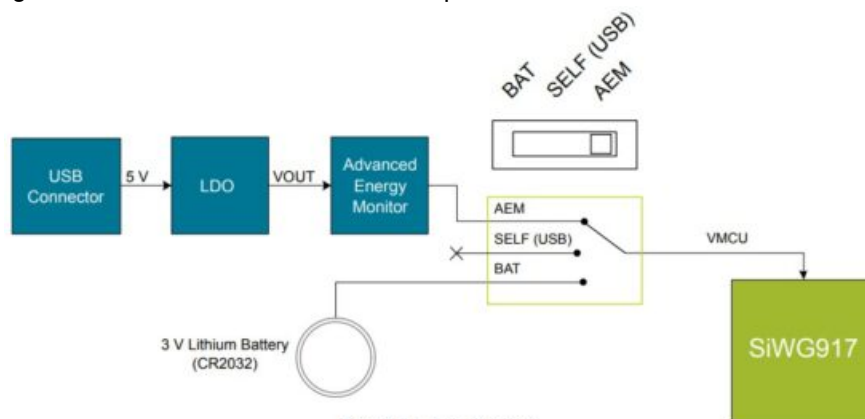 BAT
SELF (USB)
AEM
USB
Connector
5 V
LDO
VOUT
Advanced
Energy
Monitor
AEM
SELF (USB)
BAT
VMCU
3 V Lithium Battery
(CR2032)
SiWG917